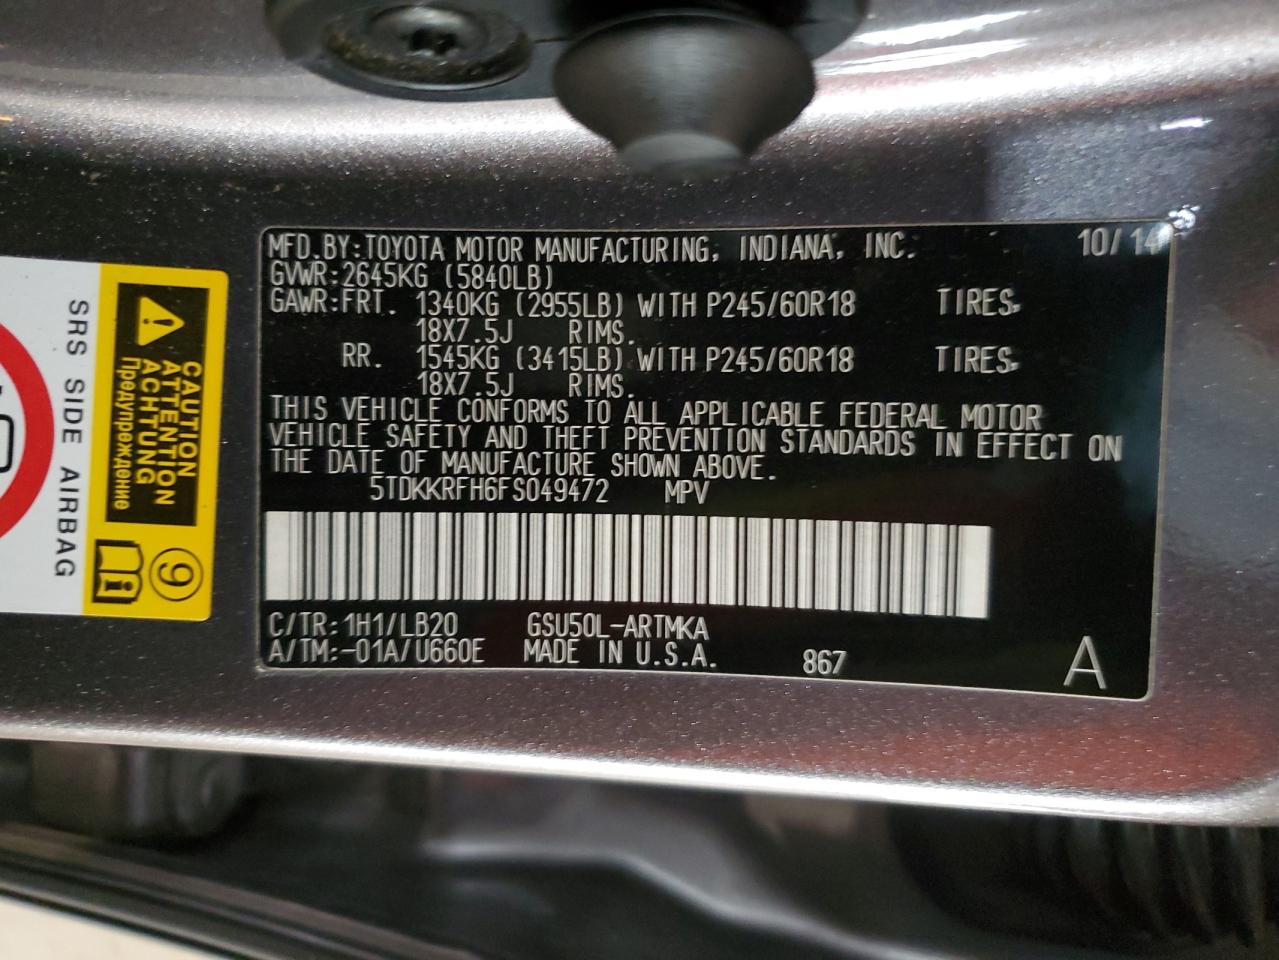 MFD.BY:TOYOTA MOTOR MANUFACTURING, INDIANA, INC. 10/14
GVWR:2645KG (5840LB)
GAWR:FRT. 1340KG (2955LB) WITH P245/60R18 TIRES,
18X7.5J RIMS.
RR. 1545KG (3415LB) WITH P245/60R18 TIRES,
18X7.5J RIMS.
THIS VEHICLE CONFORMS TO ALL APPLICABLE FEDERAL MOTOR
VEHICLE SAFETY AND THEFT PREVENTION STANDARDS IN EFFECT ON
THE DATE OF MANUFACTURE SHOWN ABOVE.
5TDKKRFH6FS049472 MPV
C/TR:1H1/LB20 GSU50L-ARTMKA
A/TM:-01A/U660E MADE IN U.S.A. 867 A
CAUTION
ATTENTION
ACHTUNG
Предупреждение
9
SRS SIDE AIRBAG